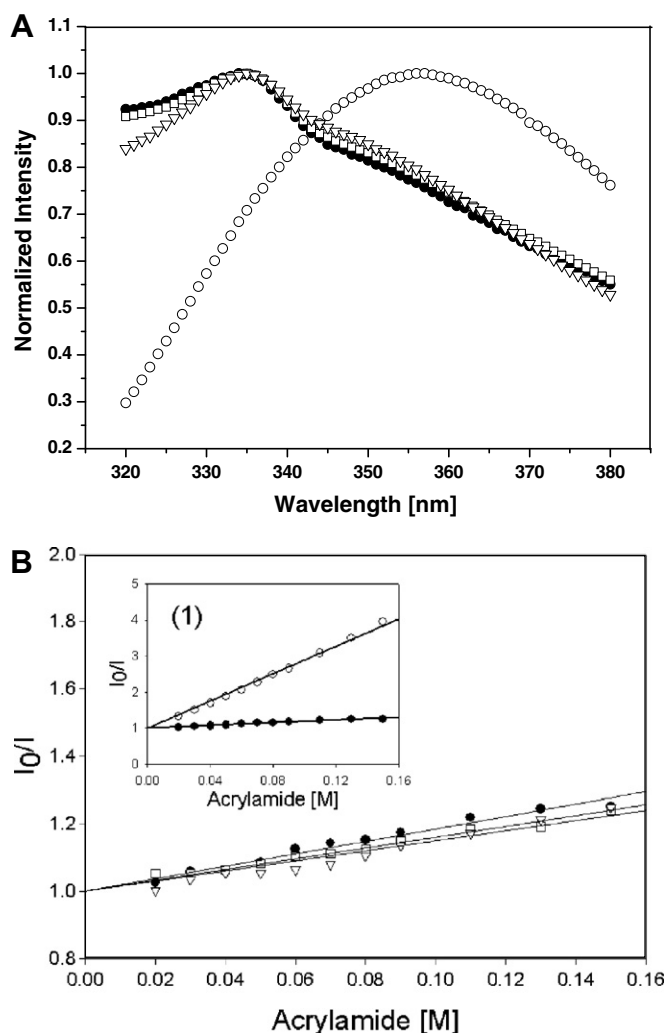 A
1.1
1.0
0.9
0.8
0.7
0.6
0.5
0.4
0.3
0.2
Normalized Intensity
320 330 340 350 360 370 380
Wavelength [nm]
B
2.0
1.8
1.6
1.4
1.2
1.0
0.8
I0/I
(1)
5
4
3
2
1
0
I0/I
0.00 0.04 0.08 0.12 0.16
Acrylamide [M]
0.00 0.02 0.04 0.06 0.08 0.10 0.12 0.14 0.16
Acrylamide [M]